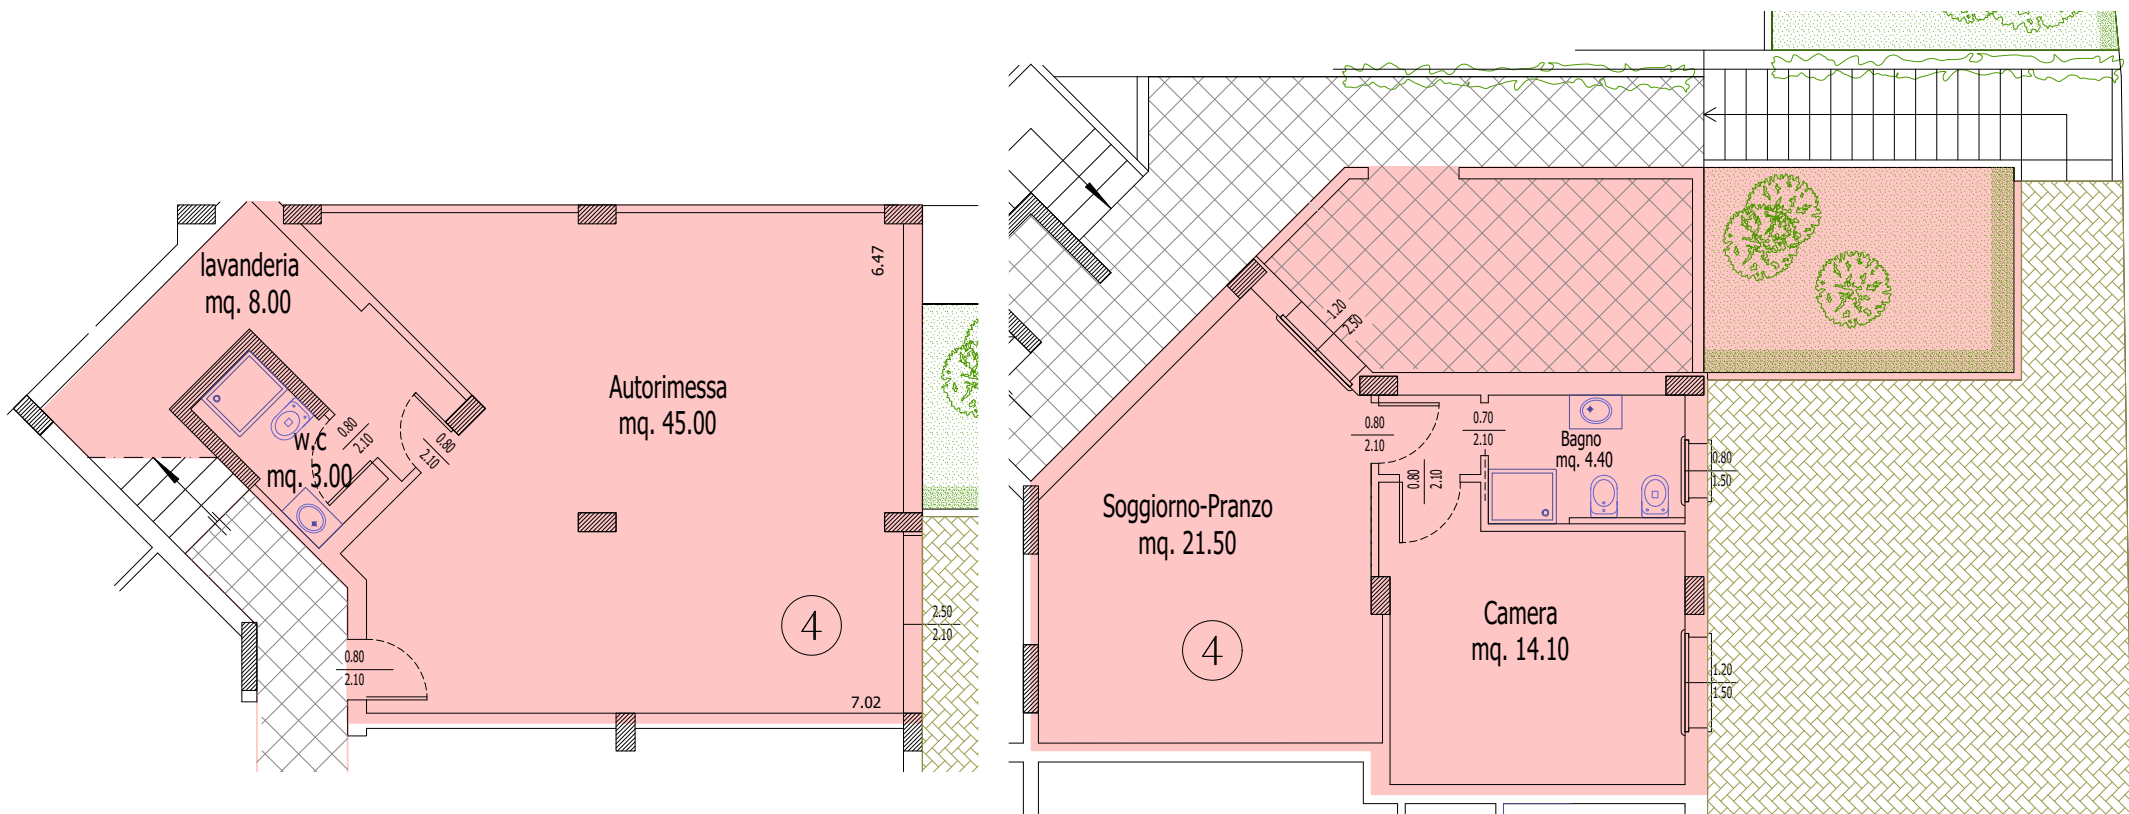 lavanderia
mq. 8.00
6.47
Autorimessa
mq. 45.00
0.80
2.10
0.80
2.10
w.c
mq. 3.00
4
2.50
2.10
0.80
2.10
7.02
1.20
2.50
0.80
2.10
0.70
2.10
Bagno
mq. 4.40
0.80
2.10
0.80
1.50
Soggiorno-Pranzo
mq. 21.50
4
Camera
mq. 14.10
1.20
1.50